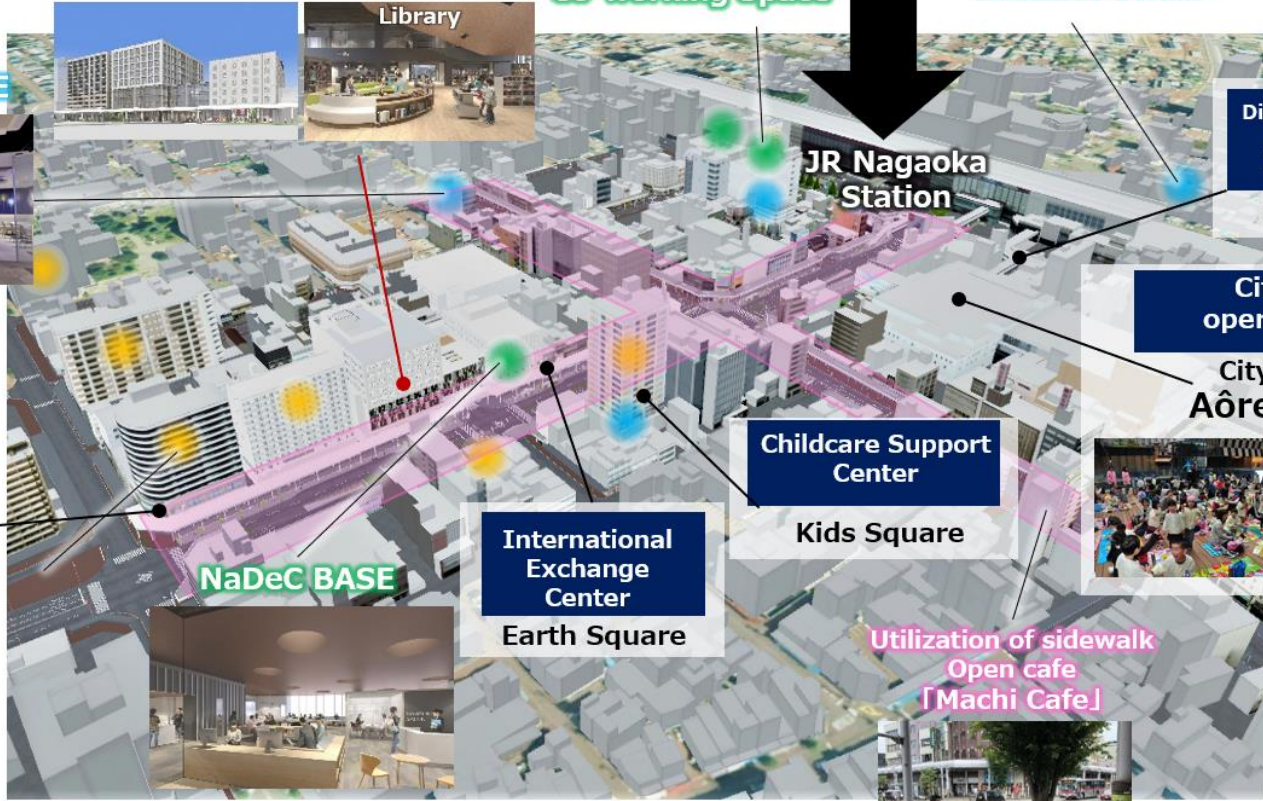 Library
JR Nagaoka
Station
Childcare Support
Center
Kids Square
International
Exchange
Center
Earth Square
NaDeC BASE
Utilization of sidewalk
Open cafe
「Machi Cafe」
City
Aôre